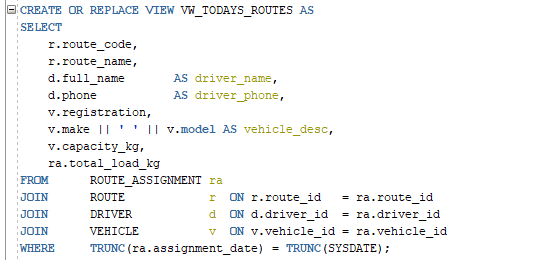 CREATE OR REPLACE VIEW VW_TODAYS_ROUTES AS
SELECT
    r.route_code,
    r.route_name,
    d.full_name       AS driver_name,
    d.phone           AS driver_phone,
    v.registration,
    v.make || ' ' || v.model AS vehicle_desc,
    v.capacity_kg,
    ra.total_load_kg
FROM      ROUTE_ASSIGNMENT ra
JOIN      ROUTE            r  ON r.route_id   = ra.route_id
JOIN      DRIVER           d  ON d.driver_id  = ra.driver_id
JOIN      VEHICLE          v  ON v.vehicle_id = ra.vehicle_id
WHERE     TRUNC(ra.assignment_date) = TRUNC(SYSDATE);